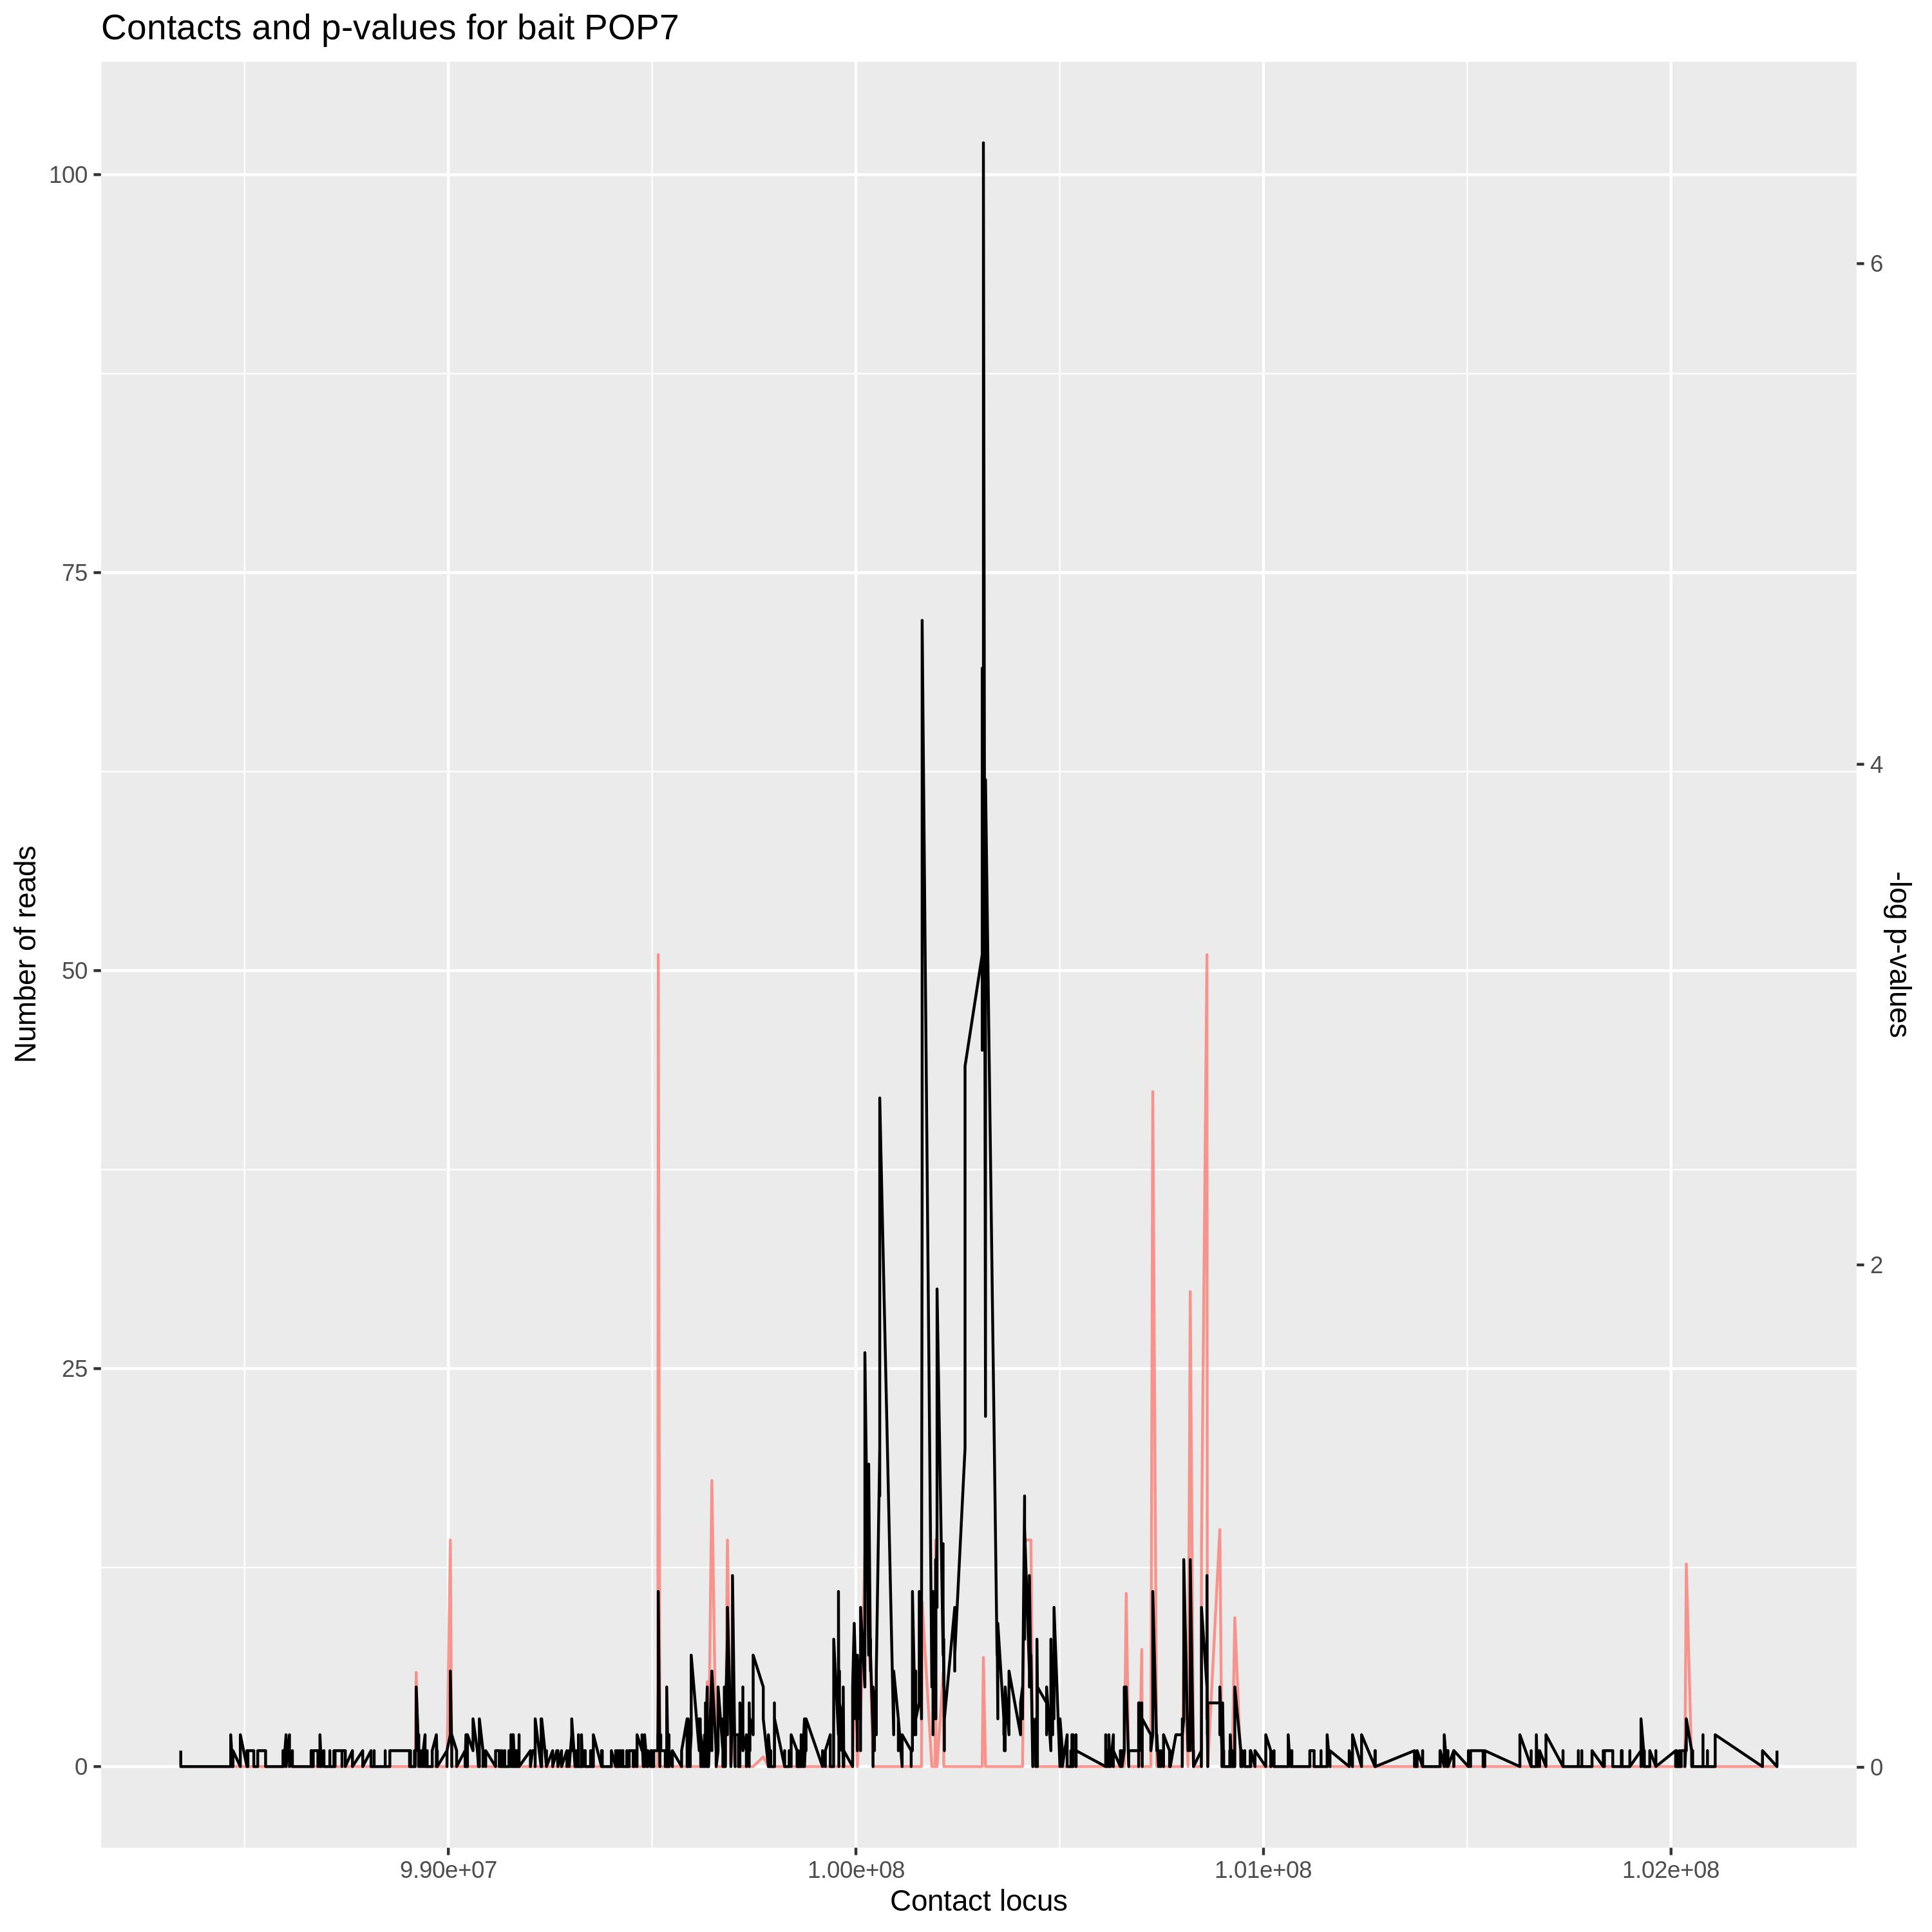 Contacts and p-values for bait POP7
100
75
50
25
0
Number of reads
6
4
2
0
-log p-values
9.90e+07
1.00e+08
1.01e+08
1.02e+08
Contact locus